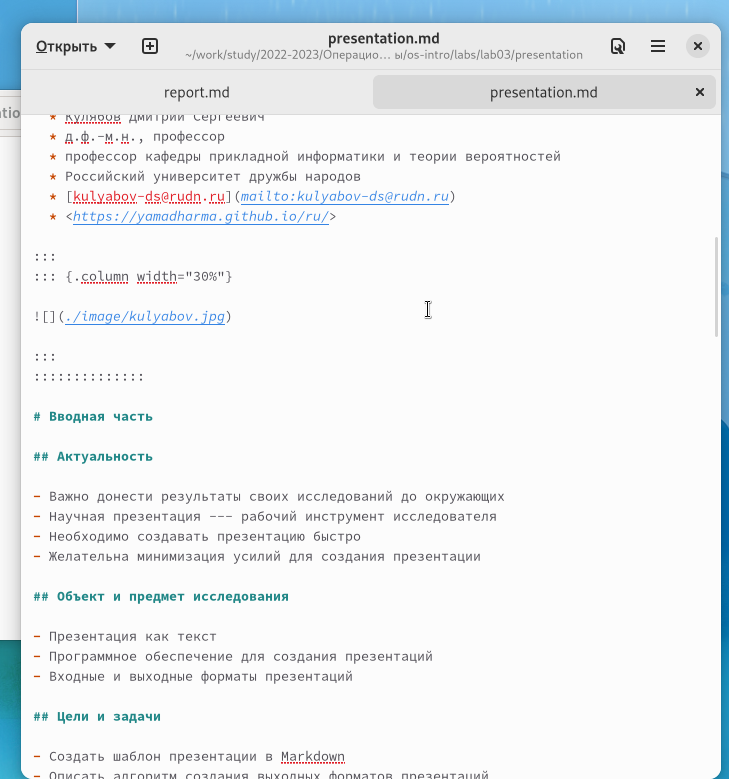 Открыть
presentation.md
~/work/study/2022-2023/Операцио… ы/os-intro/labs/lab03/presentation
report.md
presentation.md
* Кулябов Дмитрий Сергеевич
* д.ф.-м.н., профессор
* профессор кафедры прикладной информатики и теории вероятностей
* Российский университет дружбы народов
* [kulyabov-ds@rudn.ru](mailto:kulyabov-ds@rudn.ru)
* <https://yamadharma.github.io/ru/>
:::
::: {.column width="30%"}
![](./image/kulyabov.jpg)
:::
::::::::::::::
# Вводная часть
## Актуальность
- Важно донести результаты своих исследований до окружающих
- Научная презентация --- рабочий инструмент исследователя
- Необходимо создавать презентацию быстро
- Желательна минимизация усилий для создания презентации
## Объект и предмет исследования
- Презентация как текст
- Программное обеспечение для создания презентаций
- Входные и выходные форматы презентаций
## Цели и задачи
- Создать шаблон презентации в Markdown
- Описать алгоритм создания выходных форматов презентаций